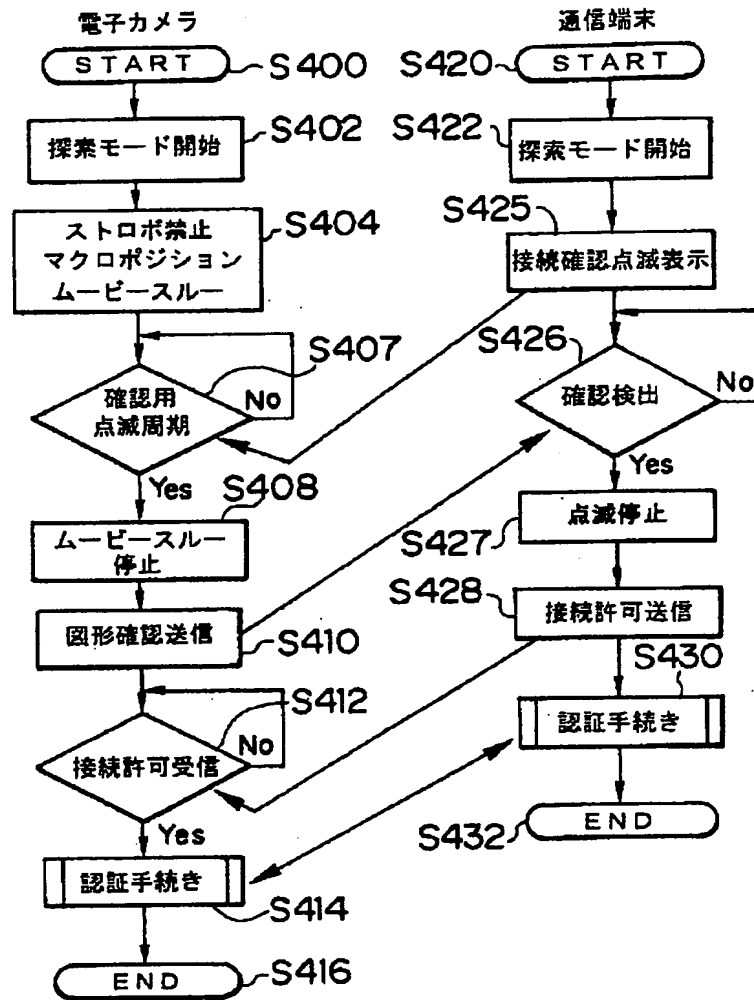 電子カメラ
START
S400
探索モード開始
S402
ストロボ禁止
マクロポジション
ムービースルー
S404
確認用
点滅周期
S407
No
Yes
ムービースルー
停止
S408
図形確認送信
S410
接続許可受信
S412
No
Yes
認証手続き
S414
END
S416
通信端末
S420
START
S422
探索モード開始
S425
接続確認点滅表示
S426
確認検出
No
Yes
点滅停止
S427
S428
接続許可送信
S430
認証手続き
S432
END